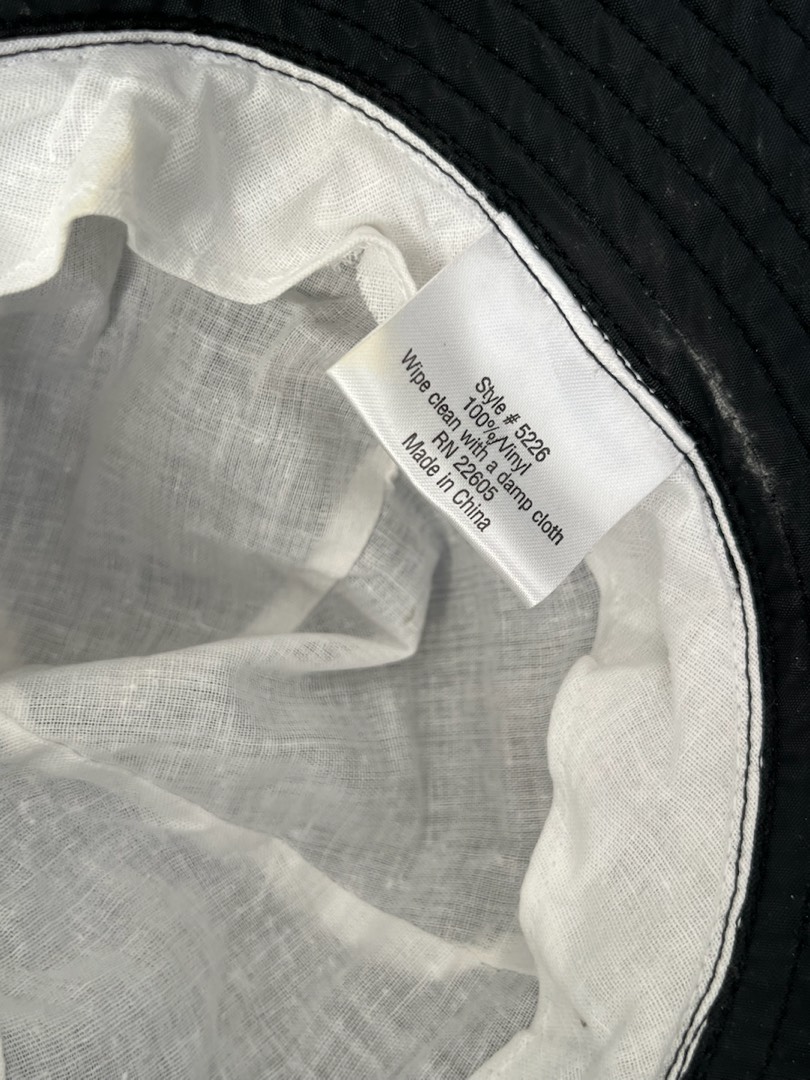 Style # 5226
100% Vinyl
Wipe clean with a damp cloth
RN 22605
Made in China